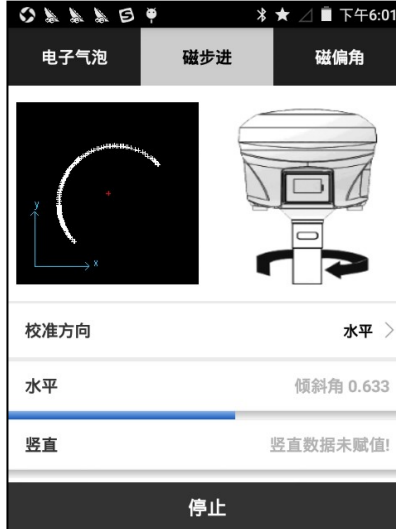 下午6:01
电子气泡 磁步进 磁偏角
y
x
校准方向 水平
水平 倾斜角 0.633
竖直 竖直数据未赋值!
停止